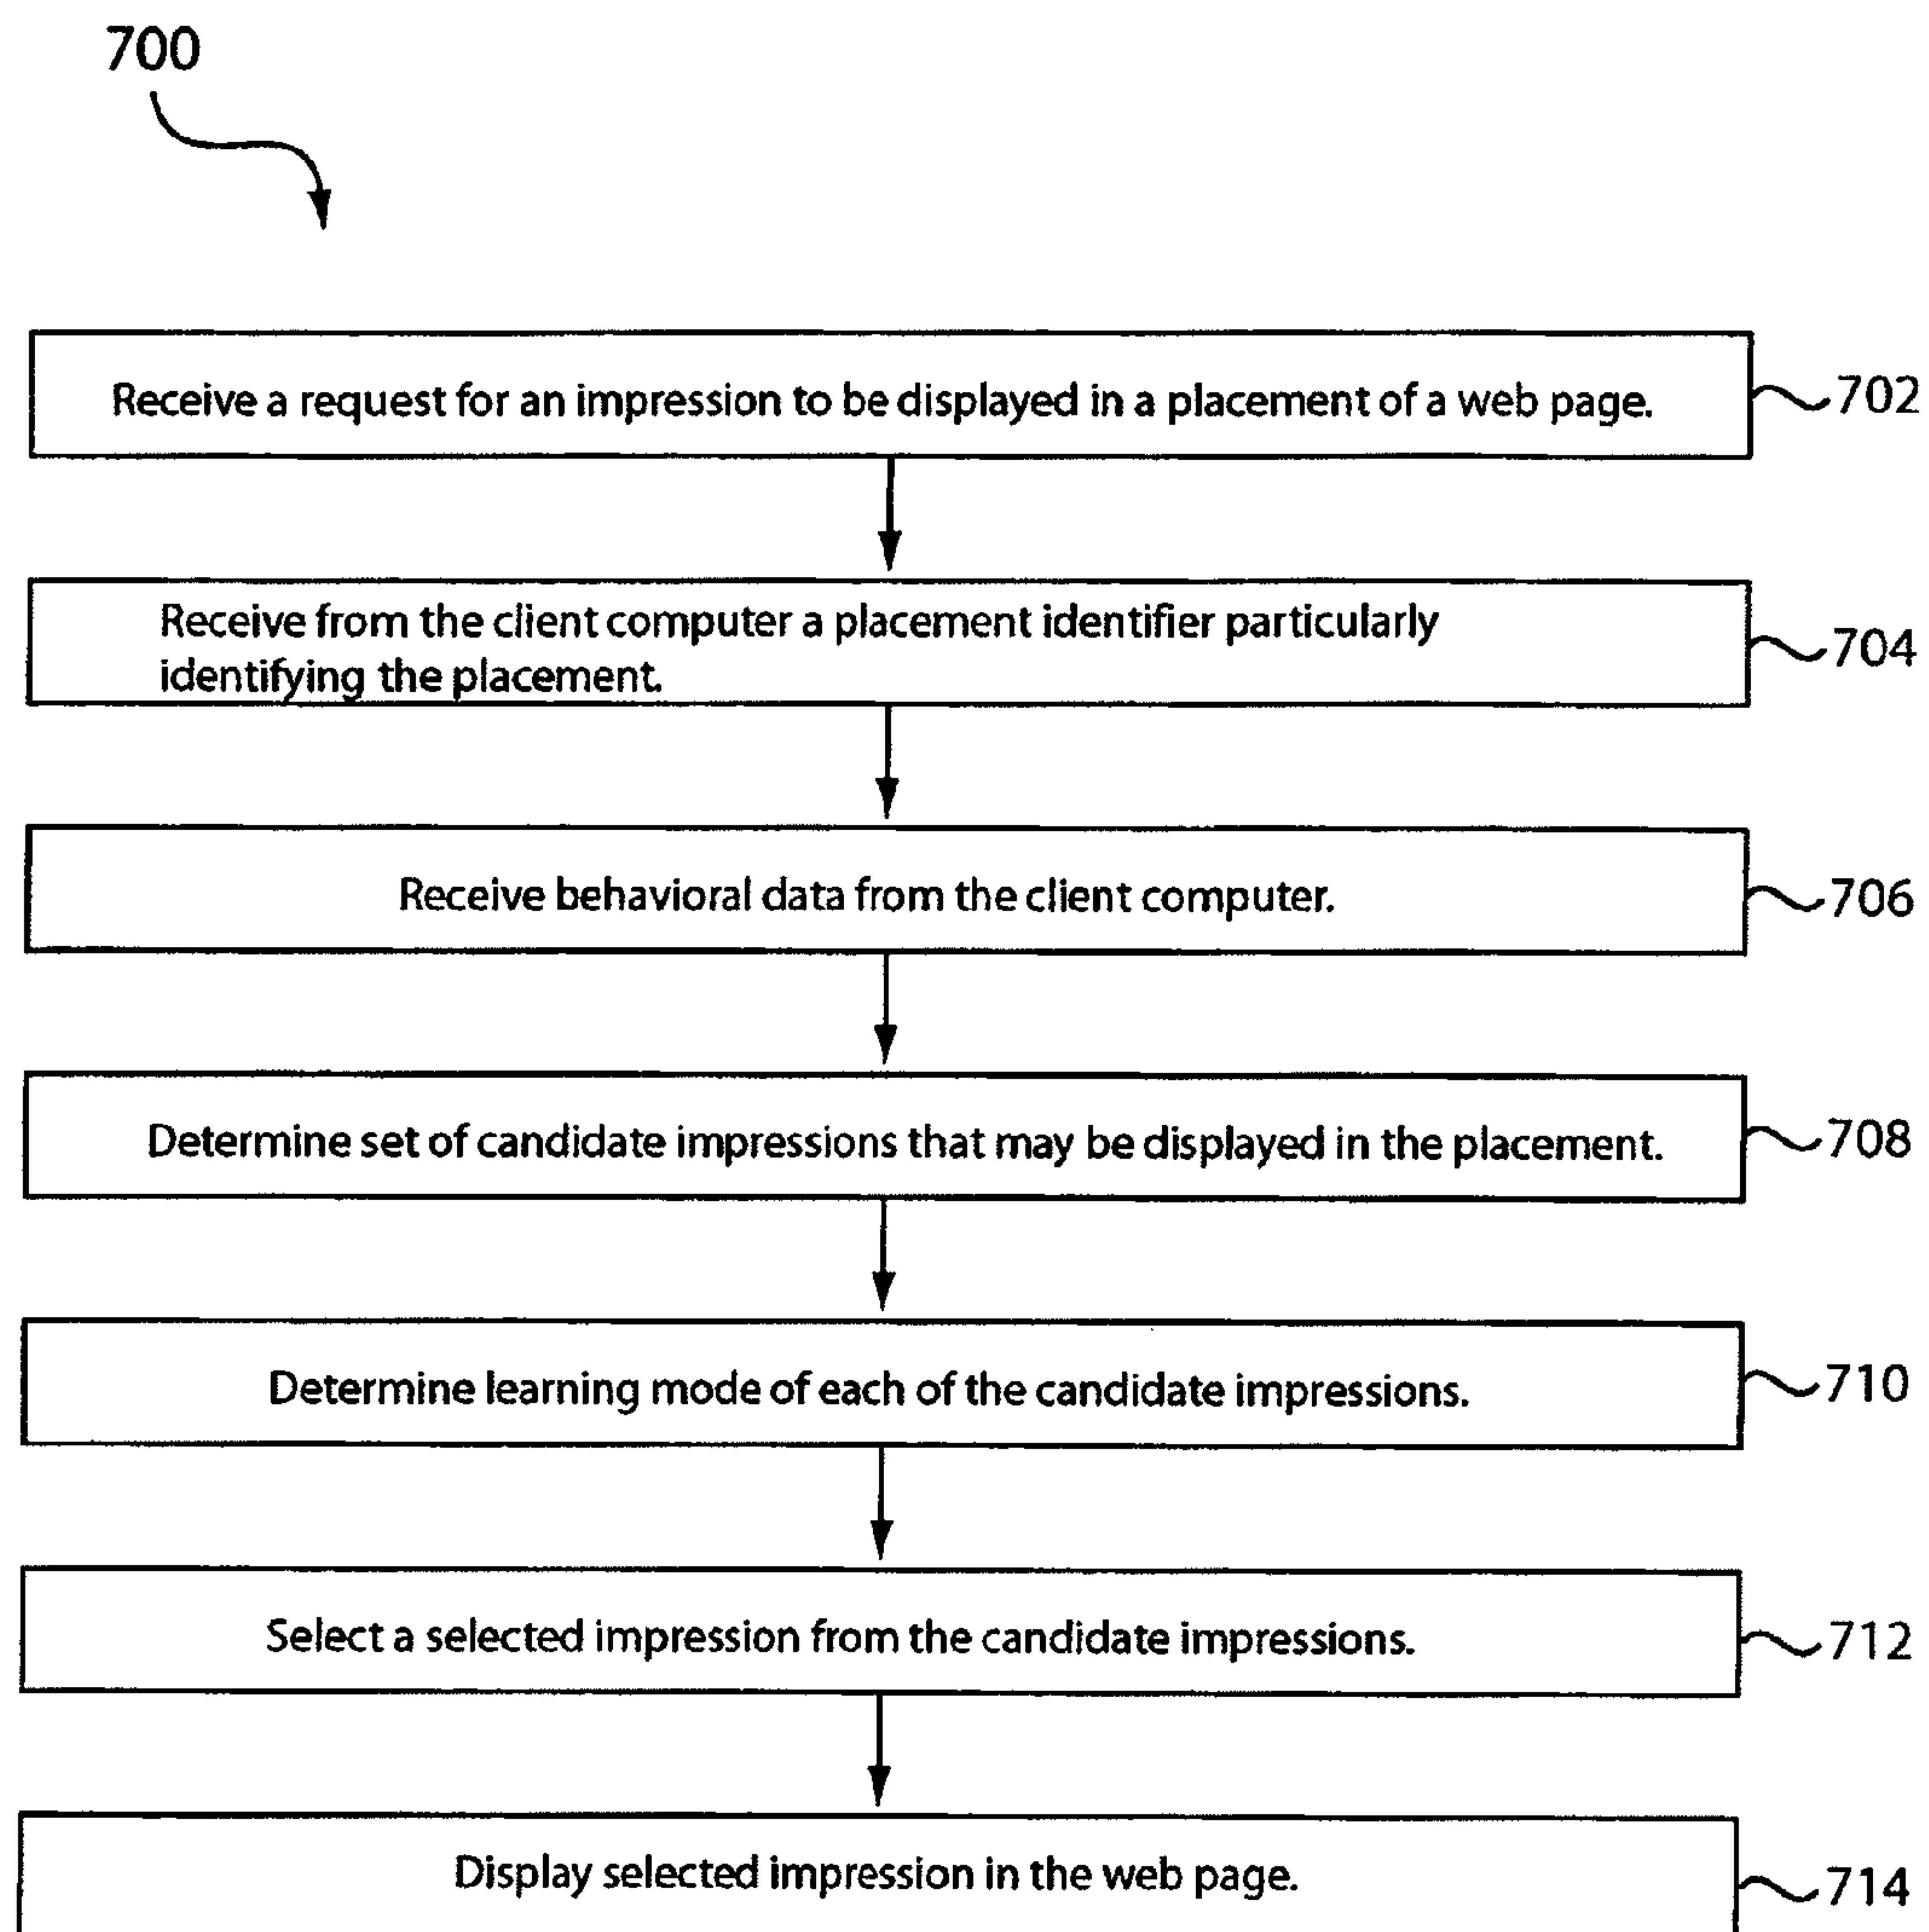 700
Receive a request for an impression to be displayed in a placement of a web page.
702
Receive from the client computer a placement identifier particularly
identifying the placement.
704
Receive behavioral data from the client computer.
706
Determine set of candidate impressions that may be displayed in the placement.
708
Determine learning mode of each of the candidate impressions.
710
Select a selected impression from the candidate impressions.
712
Display selected impression in the web page.
714